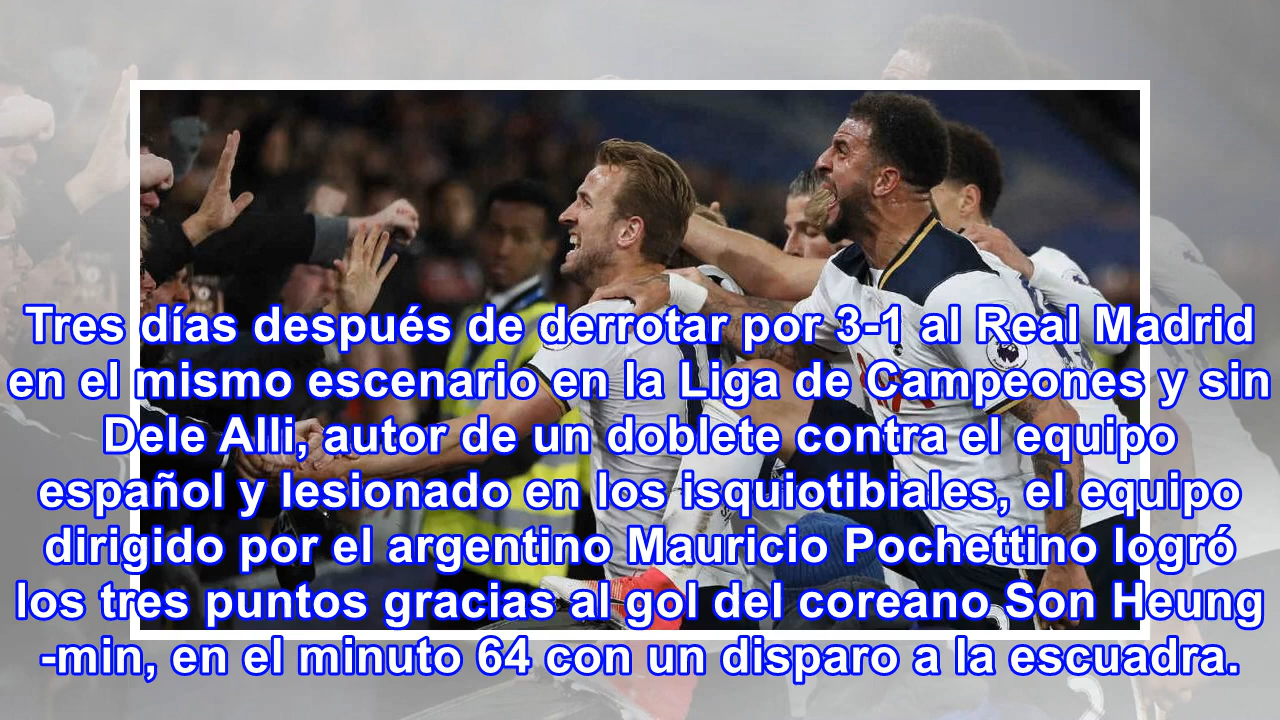 Tres días después de derrotar por 3-1 al Real Madrid
en el mismo escenario en la Liga de Campeones y sin
Dele Alli, autor de un doblete contra el equipo
español y lesionado en los isquiotibiales, el equipo
dirigido por el argentino Mauricio Pochettino logró
los tres puntos gracias al gol del coreano Son Heung
-min, en el minuto 64 con un disparo a la escuadra.